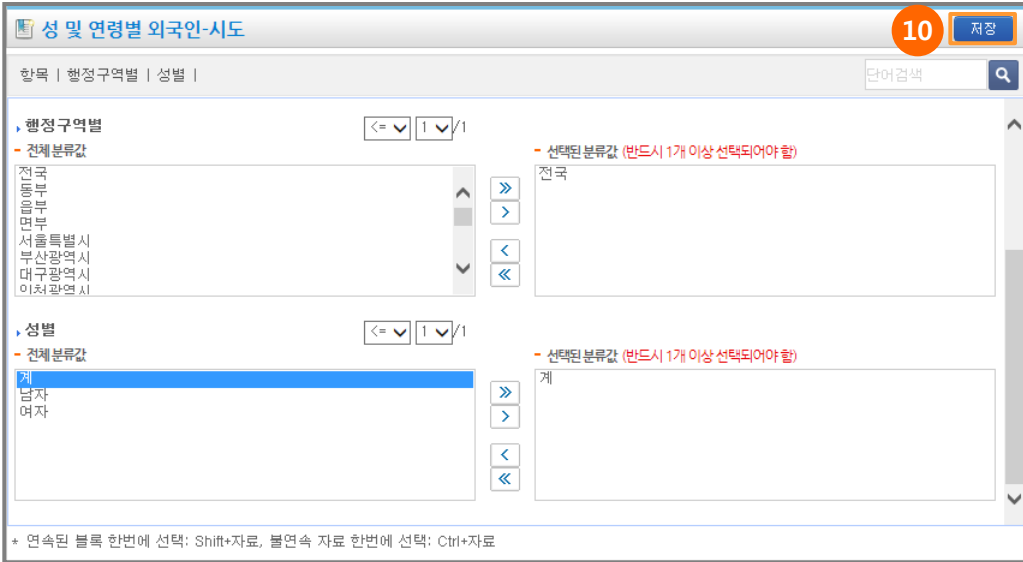 성 및 연령별 외국인-시도
10 저장
항목 | 행정구역별 | 성별 |
단어검색
행정구역별
<= 1 /1
- 전체 분류값
- 선택된 분류값 (반드시 1개 이상 선택되어야 함)
전국
동부
읍부
면부
서울특별시
부산광역시
대구광역시
인천광역시
전국
» > < «
성별
<= 1 /1
- 전체 분류값
- 선택된 분류값 (반드시 1개 이상 선택되어야 함)
계
남자
여자
계
» > < «
* 연속된 블록 한번에 선택: Shift+자료, 불연속 자료 한번에 선택: Ctrl+자료